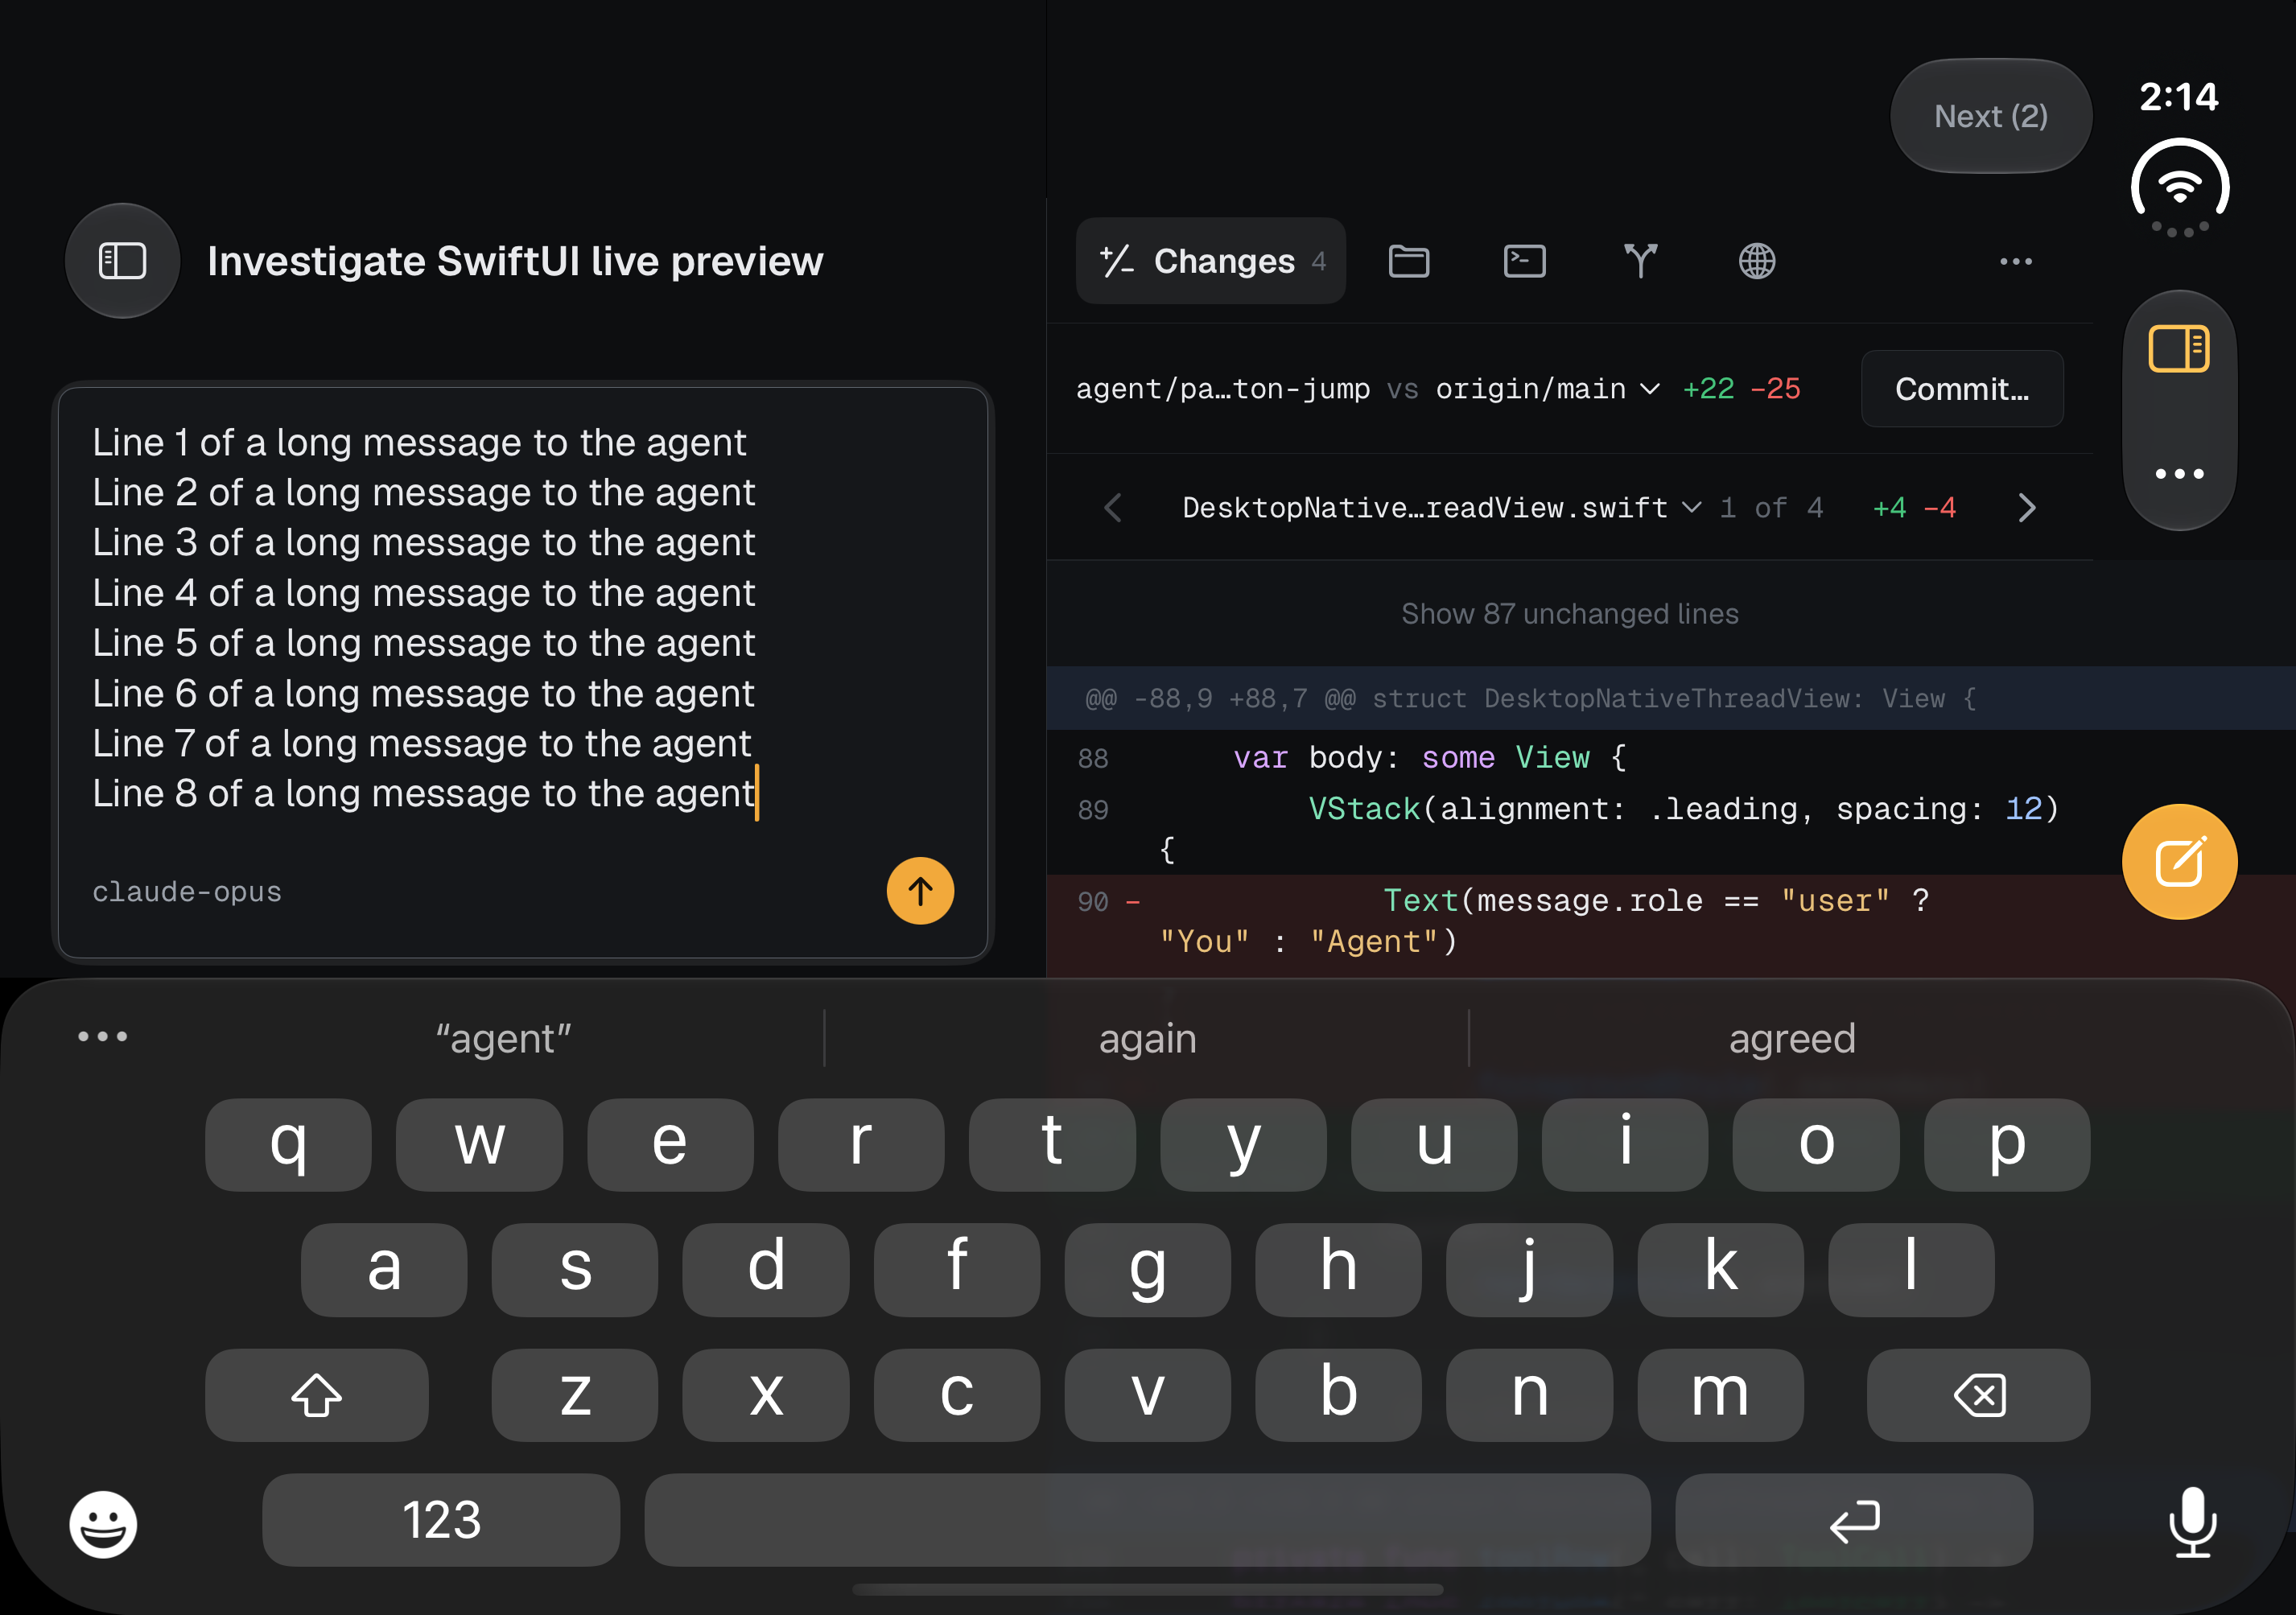 2:14
Next (2)
Investigate SwiftUI live preview
Changes 4
agent/pa…ton-jump vs origin/main +22 -25 Commit…
DesktopNative…readView.swift 1 of 4 +4 -4
Show 87 unchanged lines
@@ -88,9 +88,7 @@ struct DesktopNativeThreadView: View {
88 var body: some View {
89 VStack(alignment: .leading, spacing: 12)
{
90 - Text(message.role == "user" ?
"You" : "Agent")
Line 1 of a long message to the agent
Line 2 of a long message to the agent
Line 3 of a long message to the agent
Line 4 of a long message to the agent
Line 5 of a long message to the agent
Line 6 of a long message to the agent
Line 7 of a long message to the agent
Line 8 of a long message to the agent
claude-opus
“agent” again agreed
q w e r t y u i o p
a s d f g h j k l
z x c v b n m
123